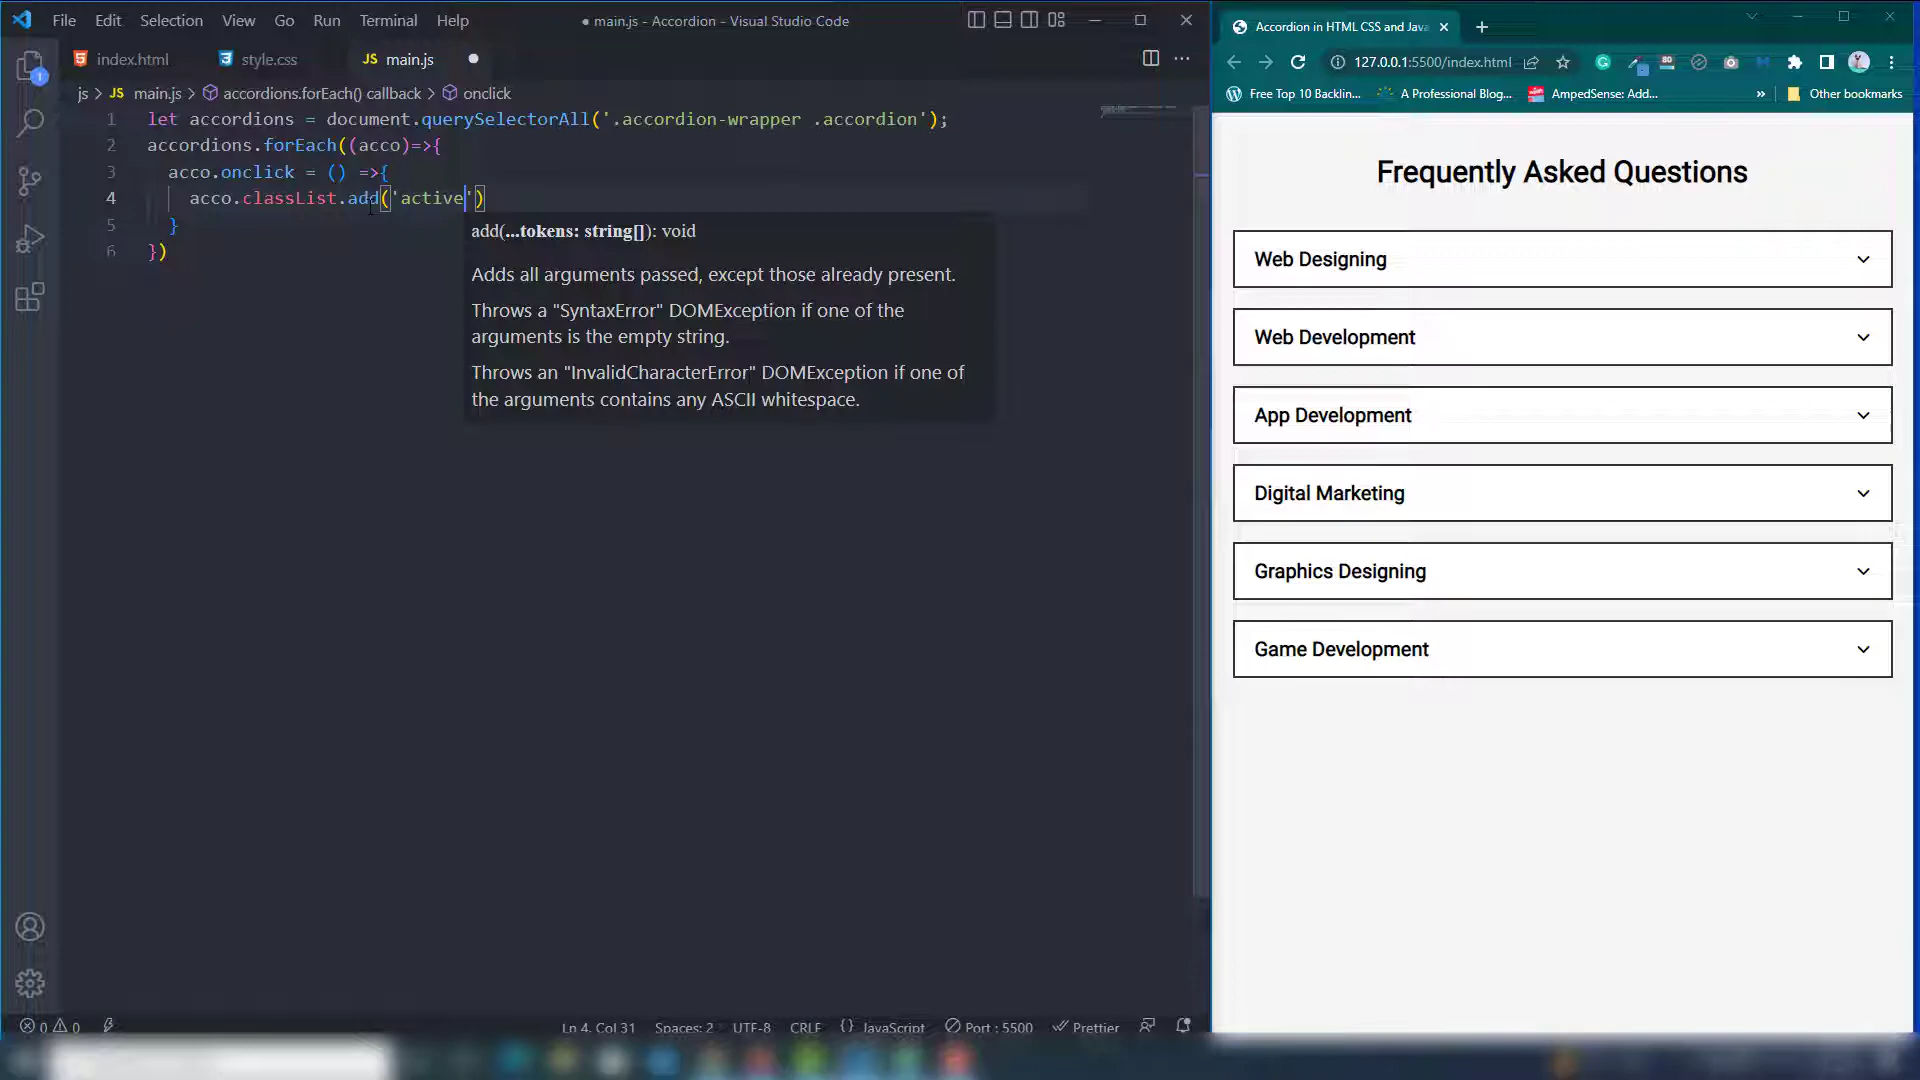 File Edit Selection View Go Run Terminal Help
● main.js - Accordion - Visual Studio Code
index.html style.css JS main.js ●
js > JS main.js > accordions.forEach() callback > onclick
1 let accordions = document.querySelectorAll('.accordion-wrapper .accordion');
2 accordions.forEach((acco)=>{
3 acco.onclick = () =>{
4 acco.classList.add('active')
5 }
6 })
add(...tokens: string[]): void
Adds all arguments passed, except those already present.
Throws a "SyntaxError" DOMException if one of the
arguments is the empty string.
Throws an "InvalidCharacterError" DOMException if one of
the arguments contains any ASCII whitespace.
1
0 0
Ln 4, Col 31 Spaces: 2 UTF-8 CRLF {} JavaScript Port : 5500 Prettier
Accordion in HTML CSS and Java
127.0.0.1:5500/index.html
80
Free Top 10 Backlin... A Professional Blog... AmpedSense: Add... » Other bookmarks
Frequently Asked Questions
Web Designing
Web Development
App Development
Digital Marketing
Graphics Designing
Game Development